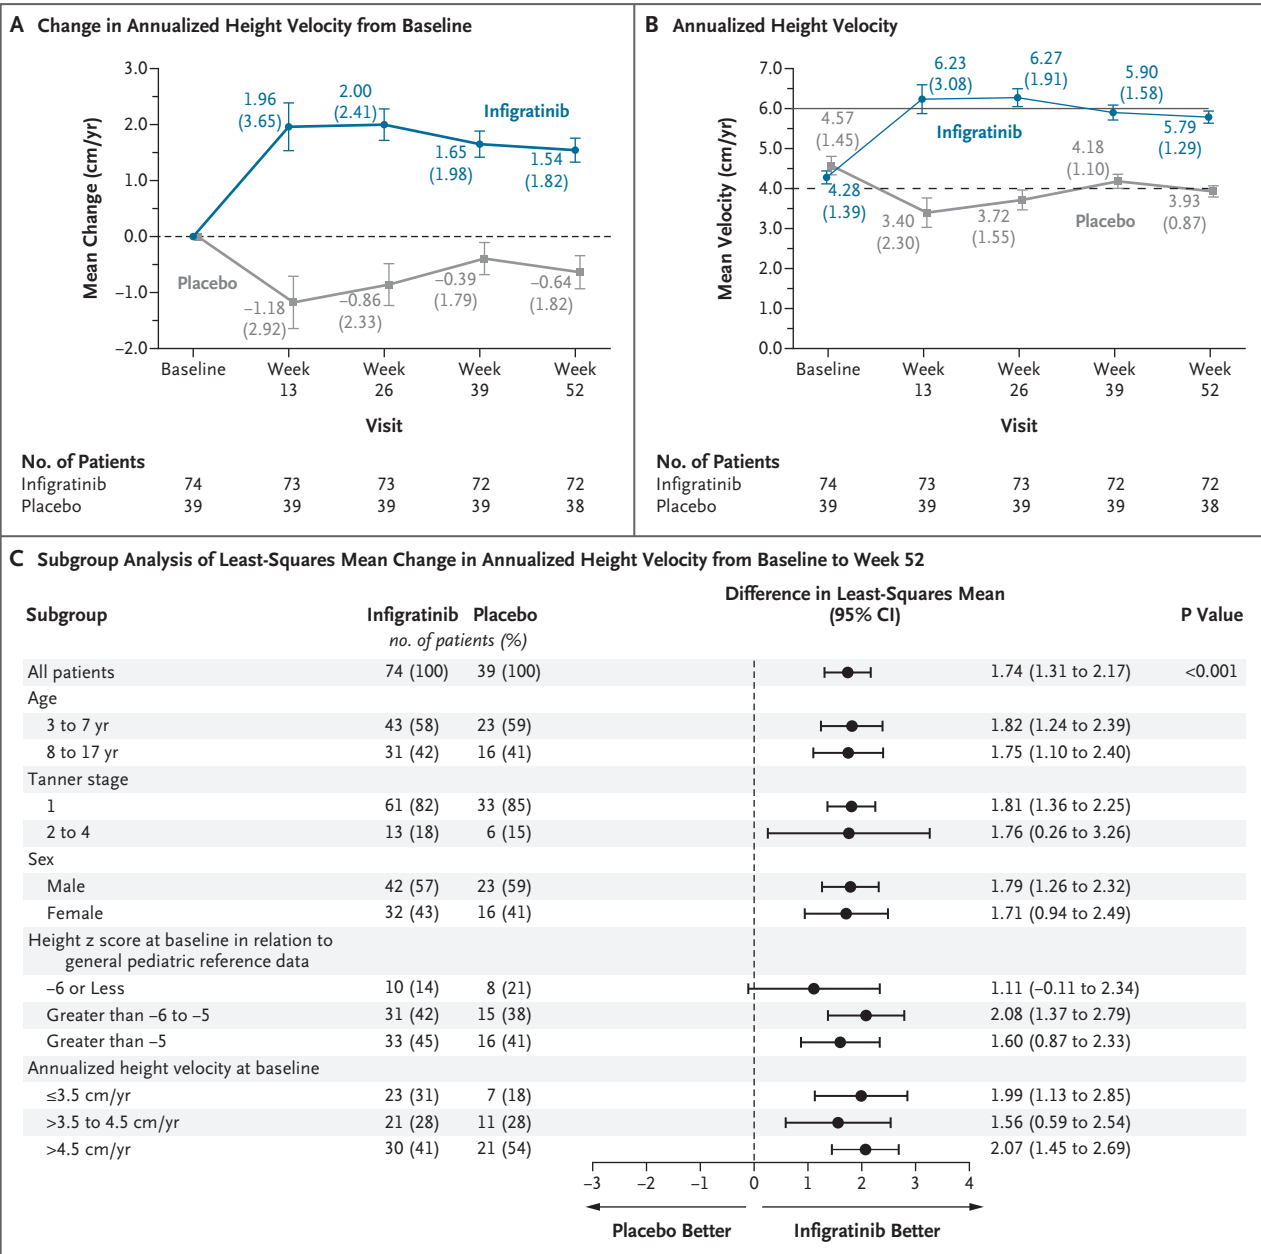 A Change in Annualized Height Velocity from Baseline
3.0
2.0
1.0
0.0
–1.0
–2.0
Mean Change (cm/yr)
1.96
(3.65)
2.00
(2.41)
1.65
(1.98)
1.54
(1.82)
Infigratinib
Placebo
–1.18
(2.92)
–0.86
(2.33)
–0.39
(1.79)
–0.64
(1.82)
Baseline Week 13 Week 26 Week 39 Week 52
Visit
No. of Patients
Infigratinib 74 73 73 72 72
Placebo 39 39 39 39 38
B Annualized Height Velocity
7.0
6.0
5.0
4.0
3.0
2.0
1.0
0.0
Mean Velocity (cm/yr)
4.57
(1.45)
4.28
(1.39)
6.23
(3.08)
6.27
(1.91)
5.90
(1.58)
5.79
(1.29)
Infigratinib
3.40
(2.30)
3.72
(1.55)
4.18
(1.10)
3.93
(0.87)
Placebo
Baseline Week 13 Week 26 Week 39 Week 52
Visit
No. of Patients
Infigratinib 74 73 73 72 72
Placebo 39 39 39 39 38
C Subgroup Analysis of Least-Squares Mean Change in Annualized Height Velocity from Baseline to Week 52
Subgroup Infigratinib Placebo Difference in Least-Squares Mean (95% CI) P Value
no. of patients (%)
All patients 74 (100) 39 (100) 1.74 (1.31 to 2.17) <0.001
Age
3 to 7 yr 43 (58) 23 (59) 1.82 (1.24 to 2.39)
8 to 17 yr 31 (42) 16 (41) 1.75 (1.10 to 2.40)
Tanner stage
1 61 (82) 33 (85) 1.81 (1.36 to 2.25)
2 to 4 13 (18) 6 (15) 1.76 (0.26 to 3.26)
Sex
Male 42 (57) 23 (59) 1.79 (1.26 to 2.32)
Female 32 (43) 16 (41) 1.71 (0.94 to 2.49)
Height z score at baseline in relation to
general pediatric reference data
–6 or Less 10 (14) 8 (21) 1.11 (–0.11 to 2.34)
Greater than –6 to –5 31 (42) 15 (38) 2.08 (1.37 to 2.79)
Greater than –5 33 (45) 16 (41) 1.60 (0.87 to 2.33)
Annualized height velocity at baseline
≤3.5 cm/yr 23 (31) 7 (18) 1.99 (1.13 to 2.85)
>3.5 to 4.5 cm/yr 21 (28) 11 (28) 1.56 (0.59 to 2.54)
>4.5 cm/yr 30 (41) 21 (54) 2.07 (1.45 to 2.69)
–3 –2 –1 0 1 2 3 4
Placebo Better Infigratinib Better